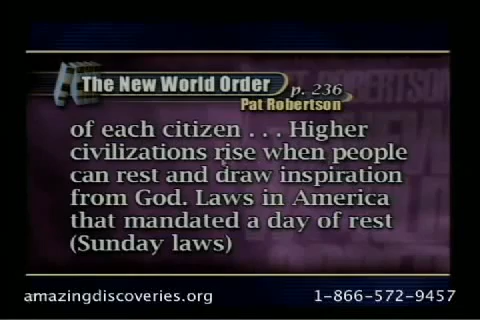 The New World Order
p. 236
Pat Robertson
of each citizen . . . Higher
civilizations rise when people
can rest and draw inspiration
from God. Laws in America
that mandated a day of rest
(Sunday laws)
amazingdiscoveries.org
1-866-572-9457